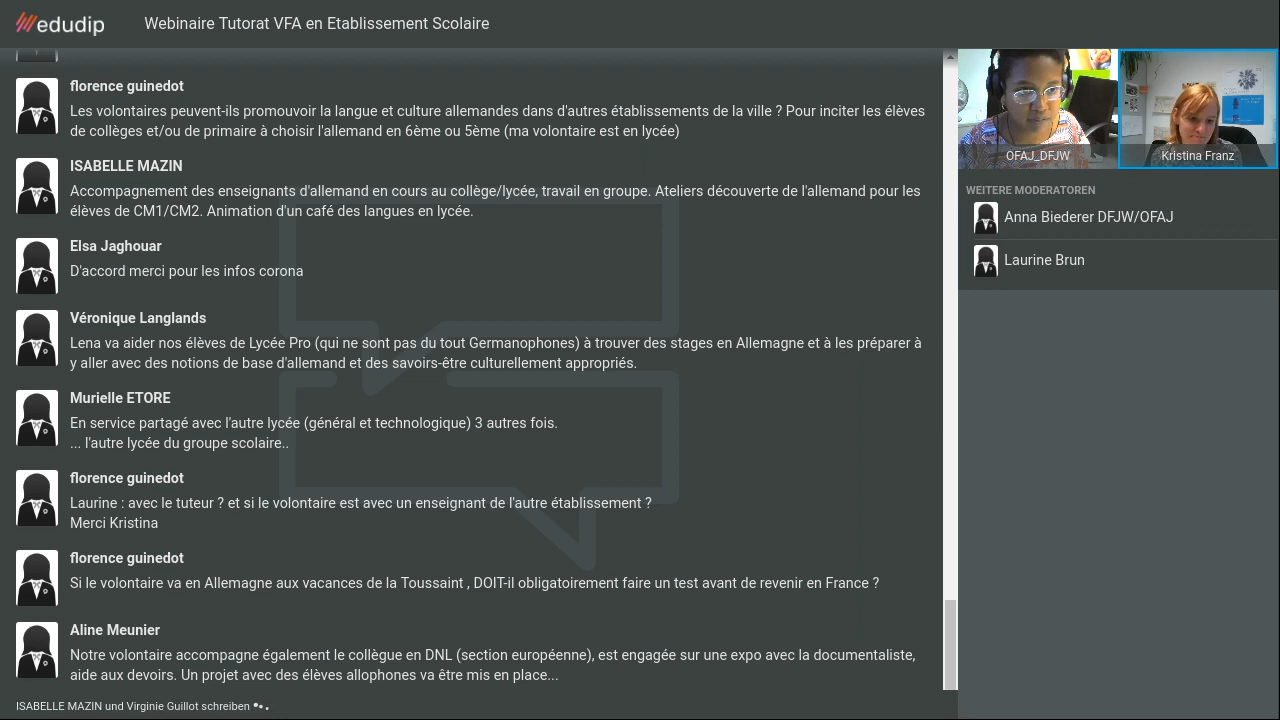 edudip
Webinaire Tutorat VFA en Etablissement Scolaire
florence guinedot
Les volontaires peuvent-ils promouvoir la langue et culture allemandes dans d'autres établissements de la ville ? Pour inciter les élèves
de collèges et/ou de primaire à choisir l'allemand en 6ème ou 5ème (ma volontaire est en lycée)
ISABELLE MAZIN
Accompagnement des enseignants d'allemand en cours au collège/lycée, travail en groupe. Ateliers découverte de l'allemand pour les
élèves de CM1/CM2. Animation d'un café des langues en lycée.
Elsa Jaghouar
D'accord merci pour les infos corona
Véronique Langlands
Lena va aider nos élèves de Lycée Pro (qui ne sont pas du tout Germanophones) à trouver des stages en Allemagne et à les préparer à
y aller avec des notions de base d'allemand et des savoirs-être culturellement appropriés.
Murielle ETORE
En service partagé avec l'autre lycée (général et technologique) 3 autres fois.
... l'autre lycée du groupe scolaire..
florence guinedot
Laurine : avec le tuteur ? et si le volontaire est avec un enseignant de l'autre établissement ?
Merci Kristina
florence guinedot
Si le volontaire va en Allemagne aux vacances de la Toussaint , DOIT-il obligatoirement faire un test avant de revenir en France ?
Aline Meunier
Notre volontaire accompagne également le collègue en DNL (section européenne), est engagée sur une expo avec la documentaliste,
aide aux devoirs. Un projet avec des élèves allophones va être mis en place...
ISABELLE MAZIN und Virginie Guillot schreiben
OFAJ_DFJW
Kristina Franz
WEITERE MODERATOREN
Anna Biederer DFJW/OFAJ
Laurine Brun